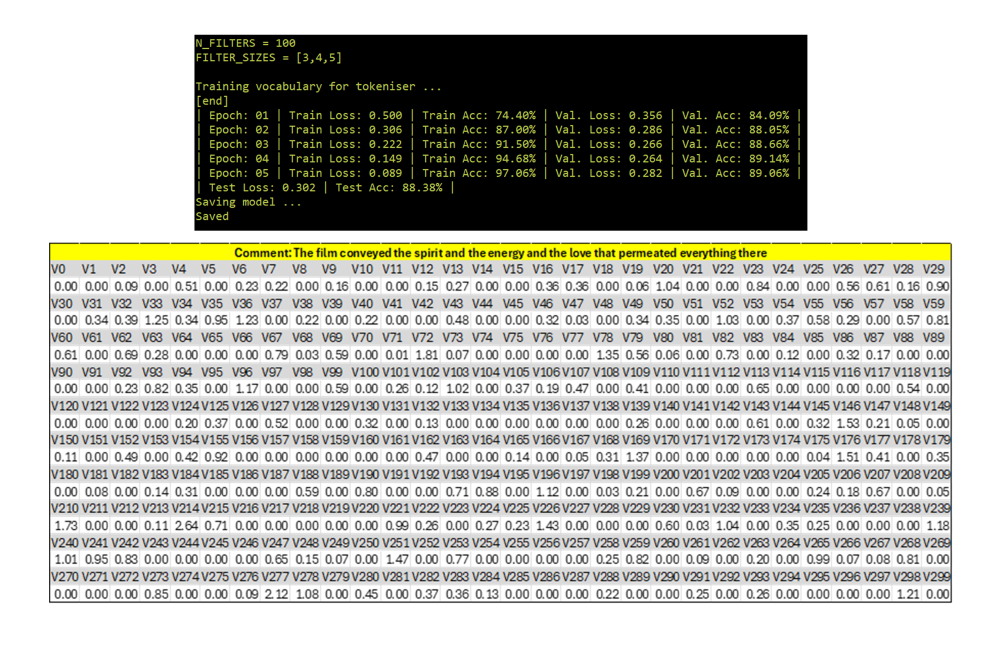 N_FILTERS = 100
FILTER_SIZES = [3,4,5]
Training vocabulary for tokeniser ...
[end]
| Epoch: 01 | Train Loss: 0.500 | Train Acc: 74.40% | Val. Loss: 0.356 | Val. Acc: 84.09% |
| Epoch: 02 | Train Loss: 0.306 | Train Acc: 87.00% | Val. Loss: 0.286 | Val. Acc: 88.05% |
| Epoch: 03 | Train Loss: 0.222 | Train Acc: 91.50% | Val. Loss: 0.266 | Val. Acc: 88.66% |
| Epoch: 04 | Train Loss: 0.149 | Train Acc: 94.68% | Val. Loss: 0.264 | Val. Acc: 89.14% |
| Epoch: 05 | Train Loss: 0.089 | Train Acc: 97.06% | Val. Loss: 0.282 | Val. Acc: 89.06% |
| Test Loss: 0.302 | Test Acc: 88.38% |
Saving model ...
Saved
Comment: The film conveyed the spirit and the energy and the love that permeated everything there
V0 V1 V2 V3 V4 V5 V6 V7 V8 V9 V10 V11 V12 V13 V14 V15 V16 V17 V18 V19 V20 V21 V22 V23 V24 V25 V26 V27 V28 V29
0.00 0.00 0.09 0.00 0.51 0.00 0.23 0.22 0.00 0.16 0.00 0.00 0.15 0.27 0.00 0.00 0.36 0.36 0.00 0.06 1.04 0.00 0.00 0.84 0.00 0.00 0.56 0.61 0.16 0.90
V30 V31 V32 V33 V34 V35 V36 V37 V38 V39 V40 V41 V42 V43 V44 V45 V46 V47 V48 V49 V50 V51 V52 V53 V54 V55 V56 V57 V58 V59
0.00 0.34 0.39 1.25 0.34 0.95 1.23 0.00 0.22 0.00 0.22 0.00 0.00 0.48 0.00 0.00 0.32 0.03 0.00 0.34 0.35 0.00 1.03 0.00 0.37 0.58 0.29 0.00 0.57 0.81
V60 V61 V62 V63 V64 V65 V66 V67 V68 V69 V70 V71 V72 V73 V74 V75 V76 V77 V78 V79 V80 V81 V82 V83 V84 V85 V86 V87 V88 V89
0.61 0.00 0.69 0.28 0.00 0.00 0.00 0.79 0.03 0.59 0.00 0.01 1.81 0.07 0.00 0.00 0.00 0.00 1.35 0.56 0.06 0.00 0.73 0.00 0.12 0.00 0.32 0.17 0.00 0.00
V90 V91 V92 V93 V94 V95 V96 V97 V98 V99 V100 V101 V102 V103 V104 V105 V106 V107 V108 V109 V110 V111 V112 V113 V114 V115 V116 V117 V118 V119
0.00 0.00 0.23 0.82 0.35 0.00 1.17 0.00 0.00 0.59 0.00 0.26 0.12 1.02 0.00 0.37 0.19 0.47 0.00 0.41 0.00 0.00 0.00 0.65 0.00 0.00 0.00 0.00 0.54 0.00
V120 V121 V122 V123 V124 V125 V126 V127 V128 V129 V130 V131 V132 V133 V134 V135 V136 V137 V138 V139 V140 V141 V142 V143 V144 V145 V146 V147 V148 V149
0.00 0.00 0.00 0.00 0.20 0.37 0.00 0.52 0.00 0.00 0.32 0.00 0.13 0.00 0.00 0.00 0.00 0.00 0.00 0.26 0.00 0.00 0.00 0.61 0.00 0.32 1.53 0.21 0.05 0.00
V150 V151 V152 V153 V154 V155 V156 V157 V158 V159 V160 V161 V162 V163 V164 V165 V166 V167 V168 V169 V170 V171 V172 V173 V174 V175 V176 V177 V178 V179
0.11 0.00 0.49 0.00 0.42 0.92 0.00 0.00 0.00 0.00 0.00 0.00 0.47 0.00 0.00 0.14 0.00 0.05 0.31 1.37 0.00 0.00 0.00 0.00 0.00 0.04 1.51 0.41 0.00 0.35
V180 V181 V182 V183 V184 V185 V186 V187 V188 V189 V190 V191 V192 V193 V194 V195 V196 V197 V198 V199 V200 V201 V202 V203 V204 V205 V206 V207 V208 V209
0.00 0.08 0.00 0.14 0.31 0.00 0.00 0.00 0.59 0.00 0.80 0.00 0.00 0.71 0.88 0.00 1.12 0.00 0.03 0.21 0.00 0.67 0.09 0.00 0.00 0.24 0.18 0.67 0.00 0.05
V210 V211 V212 V213 V214 V215 V216 V217 V218 V219 V220 V221 V222 V223 V224 V225 V226 V227 V228 V229 V230 V231 V232 V233 V234 V235 V236 V237 V238 V239
1.73 0.00 0.00 0.11 2.64 0.71 0.00 0.00 0.00 0.00 0.00 0.99 0.26 0.00 0.27 0.23 1.43 0.00 0.00 0.00 0.60 0.03 1.04 0.00 0.35 0.25 0.00 0.00 0.00 1.18
V240 V241 V242 V243 V244 V245 V246 V247 V248 V249 V250 V251 V252 V253 V254 V255 V256 V257 V258 V259 V260 V261 V262 V263 V264 V265 V266 V267 V268 V269
1.01 0.95 0.83 0.00 0.00 0.00 0.00 0.65 0.15 0.07 0.00 1.47 0.00 0.77 0.00 0.00 0.00 0.00 0.25 0.82 0.00 0.09 0.00 0.20 0.00 0.99 0.07 0.08 0.81 0.00
V270 V271 V272 V273 V274 V275 V276 V277 V278 V279 V280 V281 V282 V283 V284 V285 V286 V287 V288 V289 V290 V291 V292 V293 V294 V295 V296 V297 V298 V299
0.00 0.00 0.00 0.85 0.00 0.00 0.09 2.12 1.08 0.00 0.45 0.00 0.37 0.36 0.13 0.00 0.00 0.00 0.22 0.00 0.00 0.25 0.00 0.26 0.00 0.00 0.00 0.00 1.21 0.00